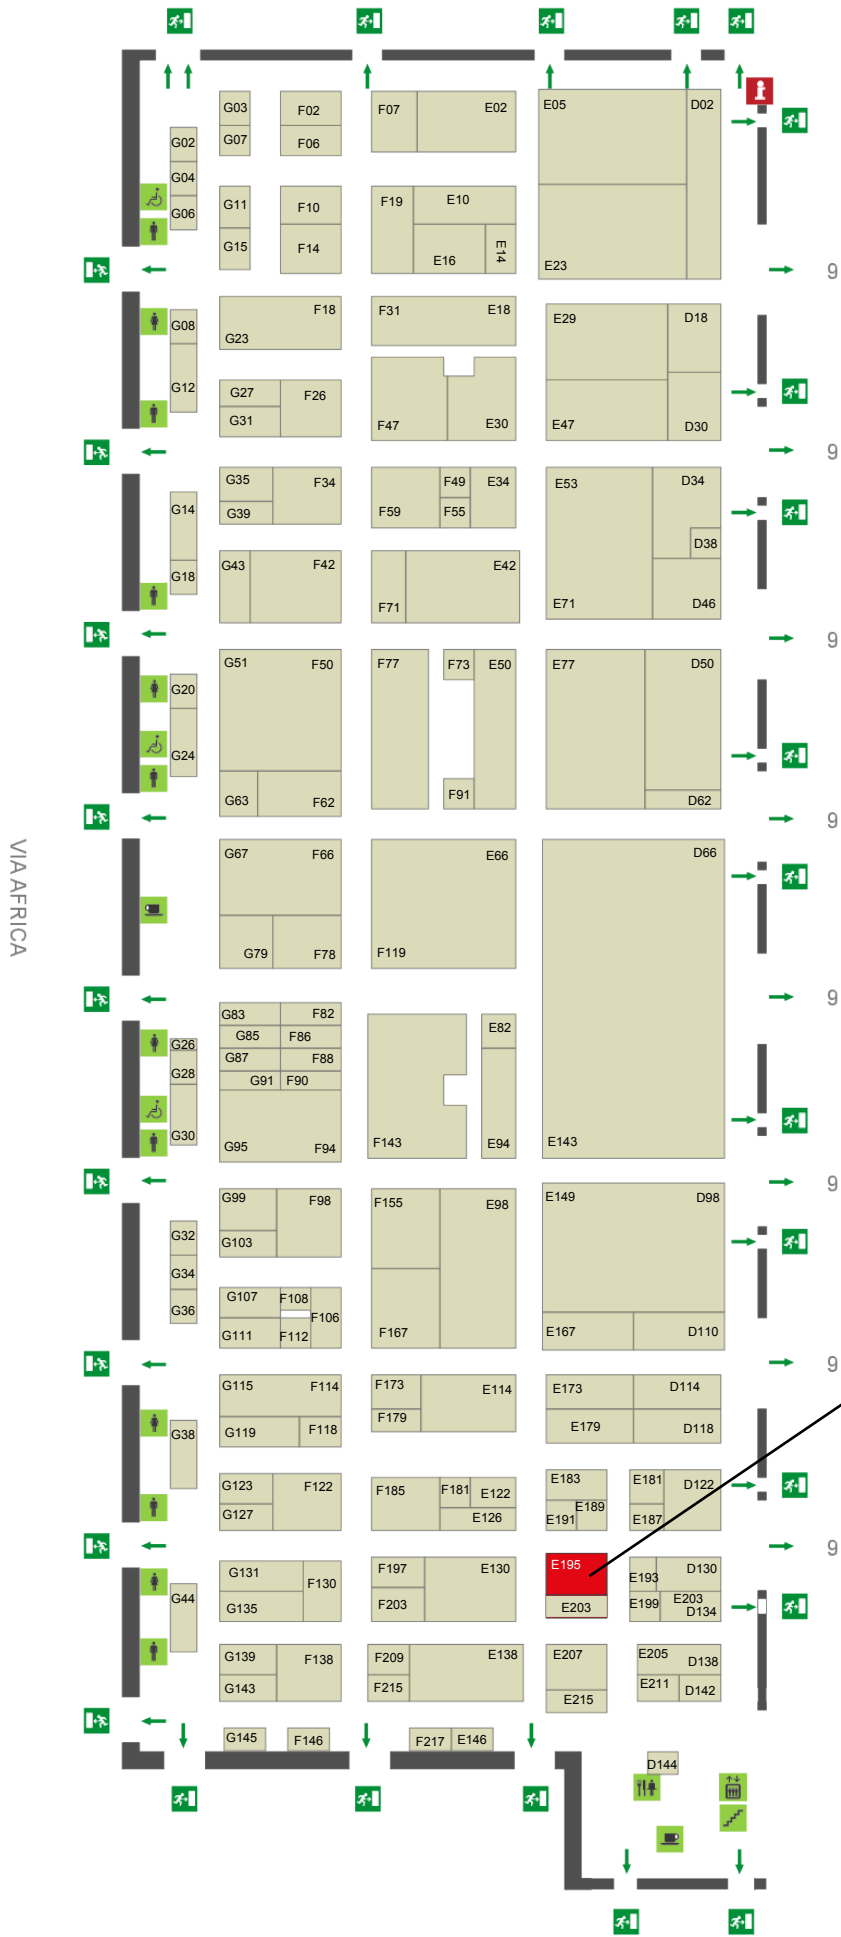 G03
F02
F07
E02
E05
D02
G07
F06
G02
G04
G06
G11
F10
F19
E10
G15
F14
E16
E14
E23
9
F18
G23
F31
E18
E29
D18
G08
G12
G27
F26
G31
F47
E30
E47
D30
9
G35
F34
F49
E34
E53
D34
G39
F59
F55
G14
D38
G18
G43
F42
F71
E42
E71
D46
9
G51
F50
F77
F73
E50
E77
D50
G20
G24
G63
F62
F91
D62
9
VIA AFRICA
G67
F66
E66
D66
G79
F78
F119
9
G83
F82
G85
F86
E82
G26
G87
F88
G28
G91
F90
G30
G95
F94
F143
E94
E143
9
G99
F98
F155
E98
E149
D98
G103
G32
G34
G36
G107
F108
F106
G111
F112
F167
E167
D110
9
G115
F114
F173
E114
E173
D114
F179
G38
G119
F118
E179
D118
G123
F122
F185
F181
E122
E183
E181
D122
G127
E126
E191
E189
E187
9
G131
F130
F197
E130
E195
E193
D130
G44
G135
F203
E203
E199
E203
D134
G139
F138
F209
E138
E207
E205
D138
G143
F215
E215
E211
D142
G145
F146
F217
E146
D144